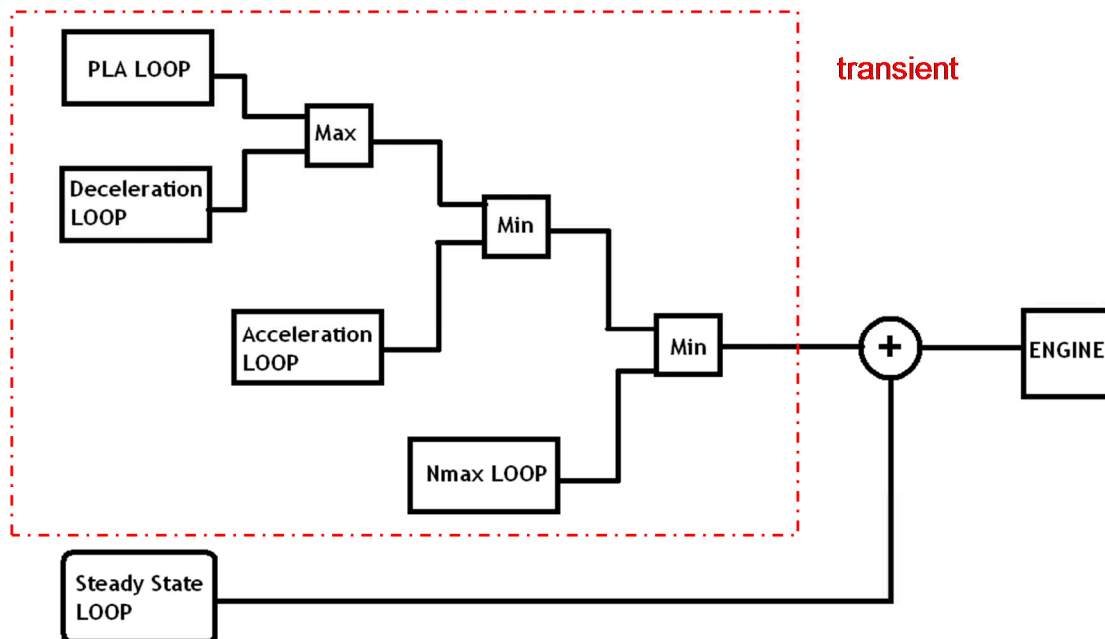 PLA LOOP
transient
Max
Deceleration
LOOP
Min
Acceleration
LOOP
Min
+
ENGINE
Nmax LOOP
Steady State
LOOP